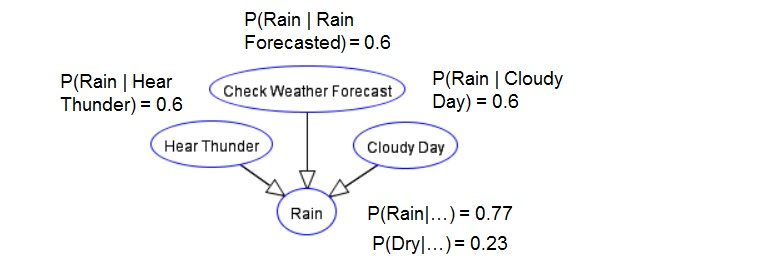 P(Rain | Rain
Forecasted) = 0.6
P(Rain | Hear
Thunder) = 0.6
Check Weather Forecast
P(Rain | Cloudy
Day) = 0.6
Hear Thunder
Cloudy Day
Rain
P(Rain|...) = 0.77
P(Dry|...) = 0.23